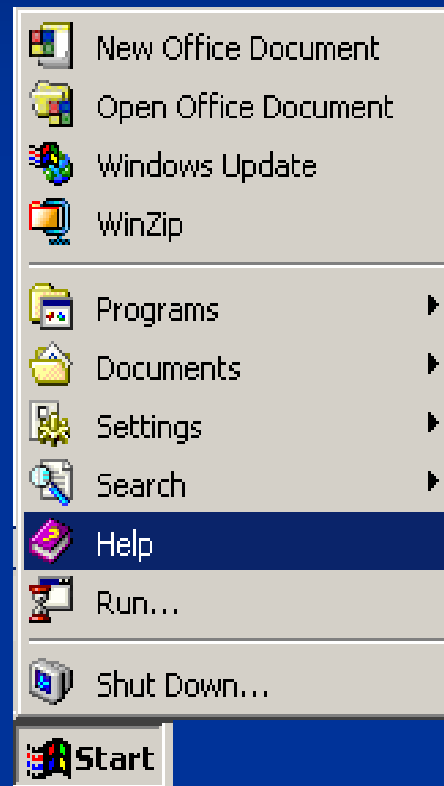 New Office Document
Open Office Document
Windows Update
WinZip
Programs
Documents
Settings
Search
Help
Run...
Shut Down...
Start